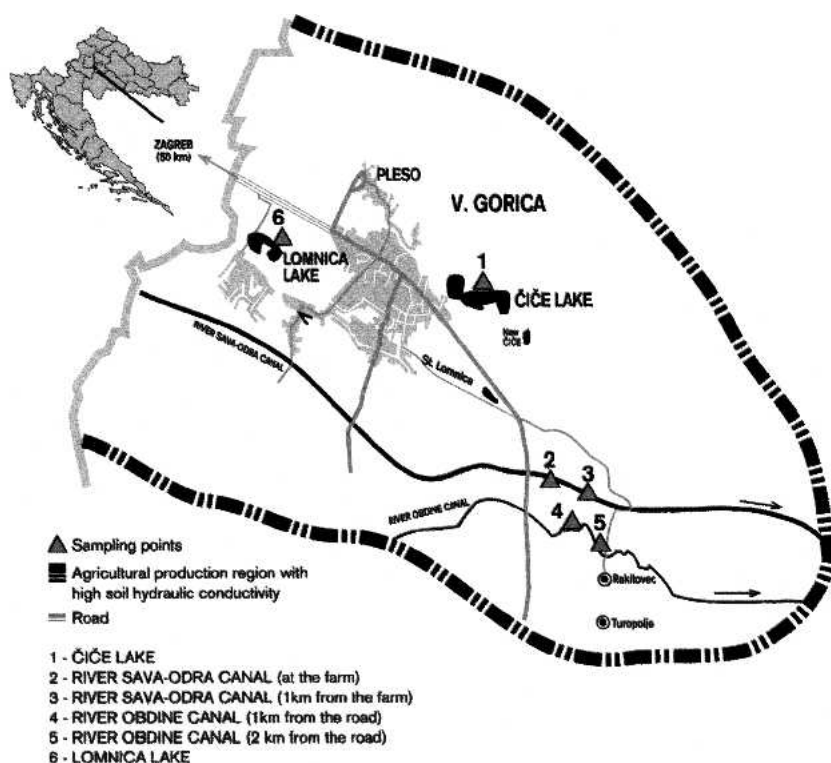 ZAGREB
(50 km)
PLESO
V. GORICA
6
LOMNICA
LAKE
1
ČIČE LAKE
New
ČIČE
RIVER SAVA-ODRA CANAL
St. Lomnica
2
3
RIVER OBDINE CANAL
4
5
Rakitovec
Turopolje
Sampling points
Agricultural production region with
high soil hydraulic conductivity
Road
1 - ČIČE LAKE
2 - RIVER SAVA-ODRA CANAL (at the farm)
3 - RIVER SAVA-ODRA CANAL (1km from the farm)
4 - RIVER OBDINE CANAL (1km from the road)
5 - RIVER OBDINE CANAL (2 km from the road)
6 - LOMNICA LAKE